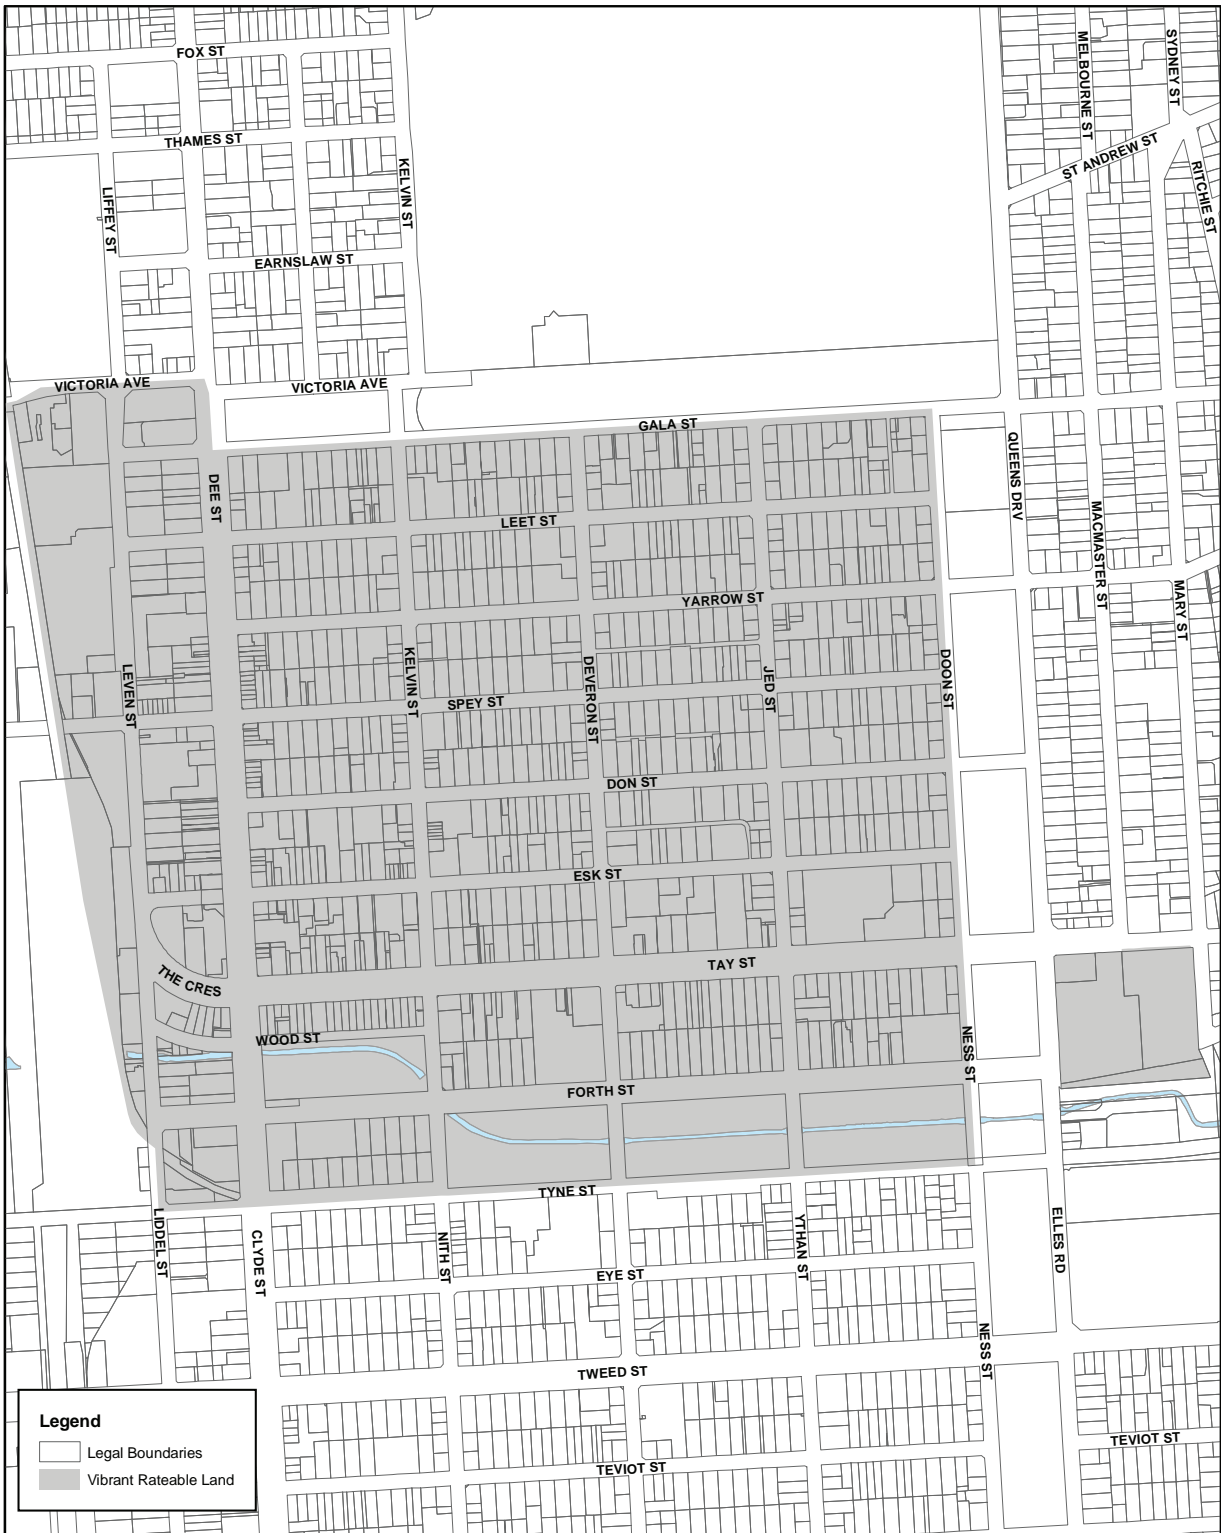 FOX ST
MELBOURNE ST
SYDNEY ST
THAMES ST
ST ANDREW ST
KELVIN ST
RITCHIE ST
LIFFEY ST
EARNSLAW ST
VICTORIA AVE
VICTORIA AVE
GALA ST
QUEENS DRV
DEE ST
LEET ST
MACMASTER ST
YARROW ST
MARY ST
KELVIN ST
DEVERON ST
LEVEN ST
JED ST
DOON ST
SPEY ST
DON ST
ESK ST
TAY ST
THE CRES
WOOD ST
NESS ST
FORTH ST
TYNE ST
LIDDEL ST
CLYDE ST
NITH ST
YTHAN ST
ELLES RD
EYE ST
NESS ST
TWEED ST
TEVIOT ST
TEVIOT ST
Legend
Legal Boundaries
Vibrant Rateable Land